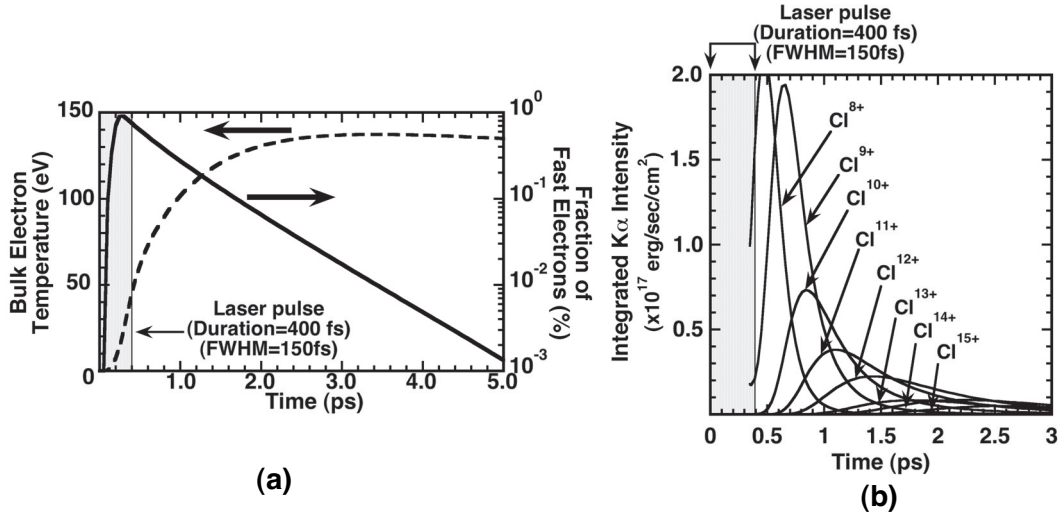 Laser pulse
(Duration=400 fs)
(FWHM=150fs)
150
100
50
0
Bulk Electron
Temperature (eV)
10^0
10^-1
10^-2
10^-3
Fraction of
Fast Electrons (%)
Laser pulse
(Duration=400 fs)
(FWHM=150fs)
1.0 2.0 3.0 4.0 5.0
Time (ps)
(a)
2.0
1.5
1.0
0.5
Integrated Kα Intensity
(x10^17 erg/sec/cm^2)
Cl^8+
Cl^9+
Cl^10+
Cl^11+
Cl^12+
Cl^13+
Cl^14+
Cl^15+
0 0.5 1 1.5 2 2.5 3
Time (ps)
(b)